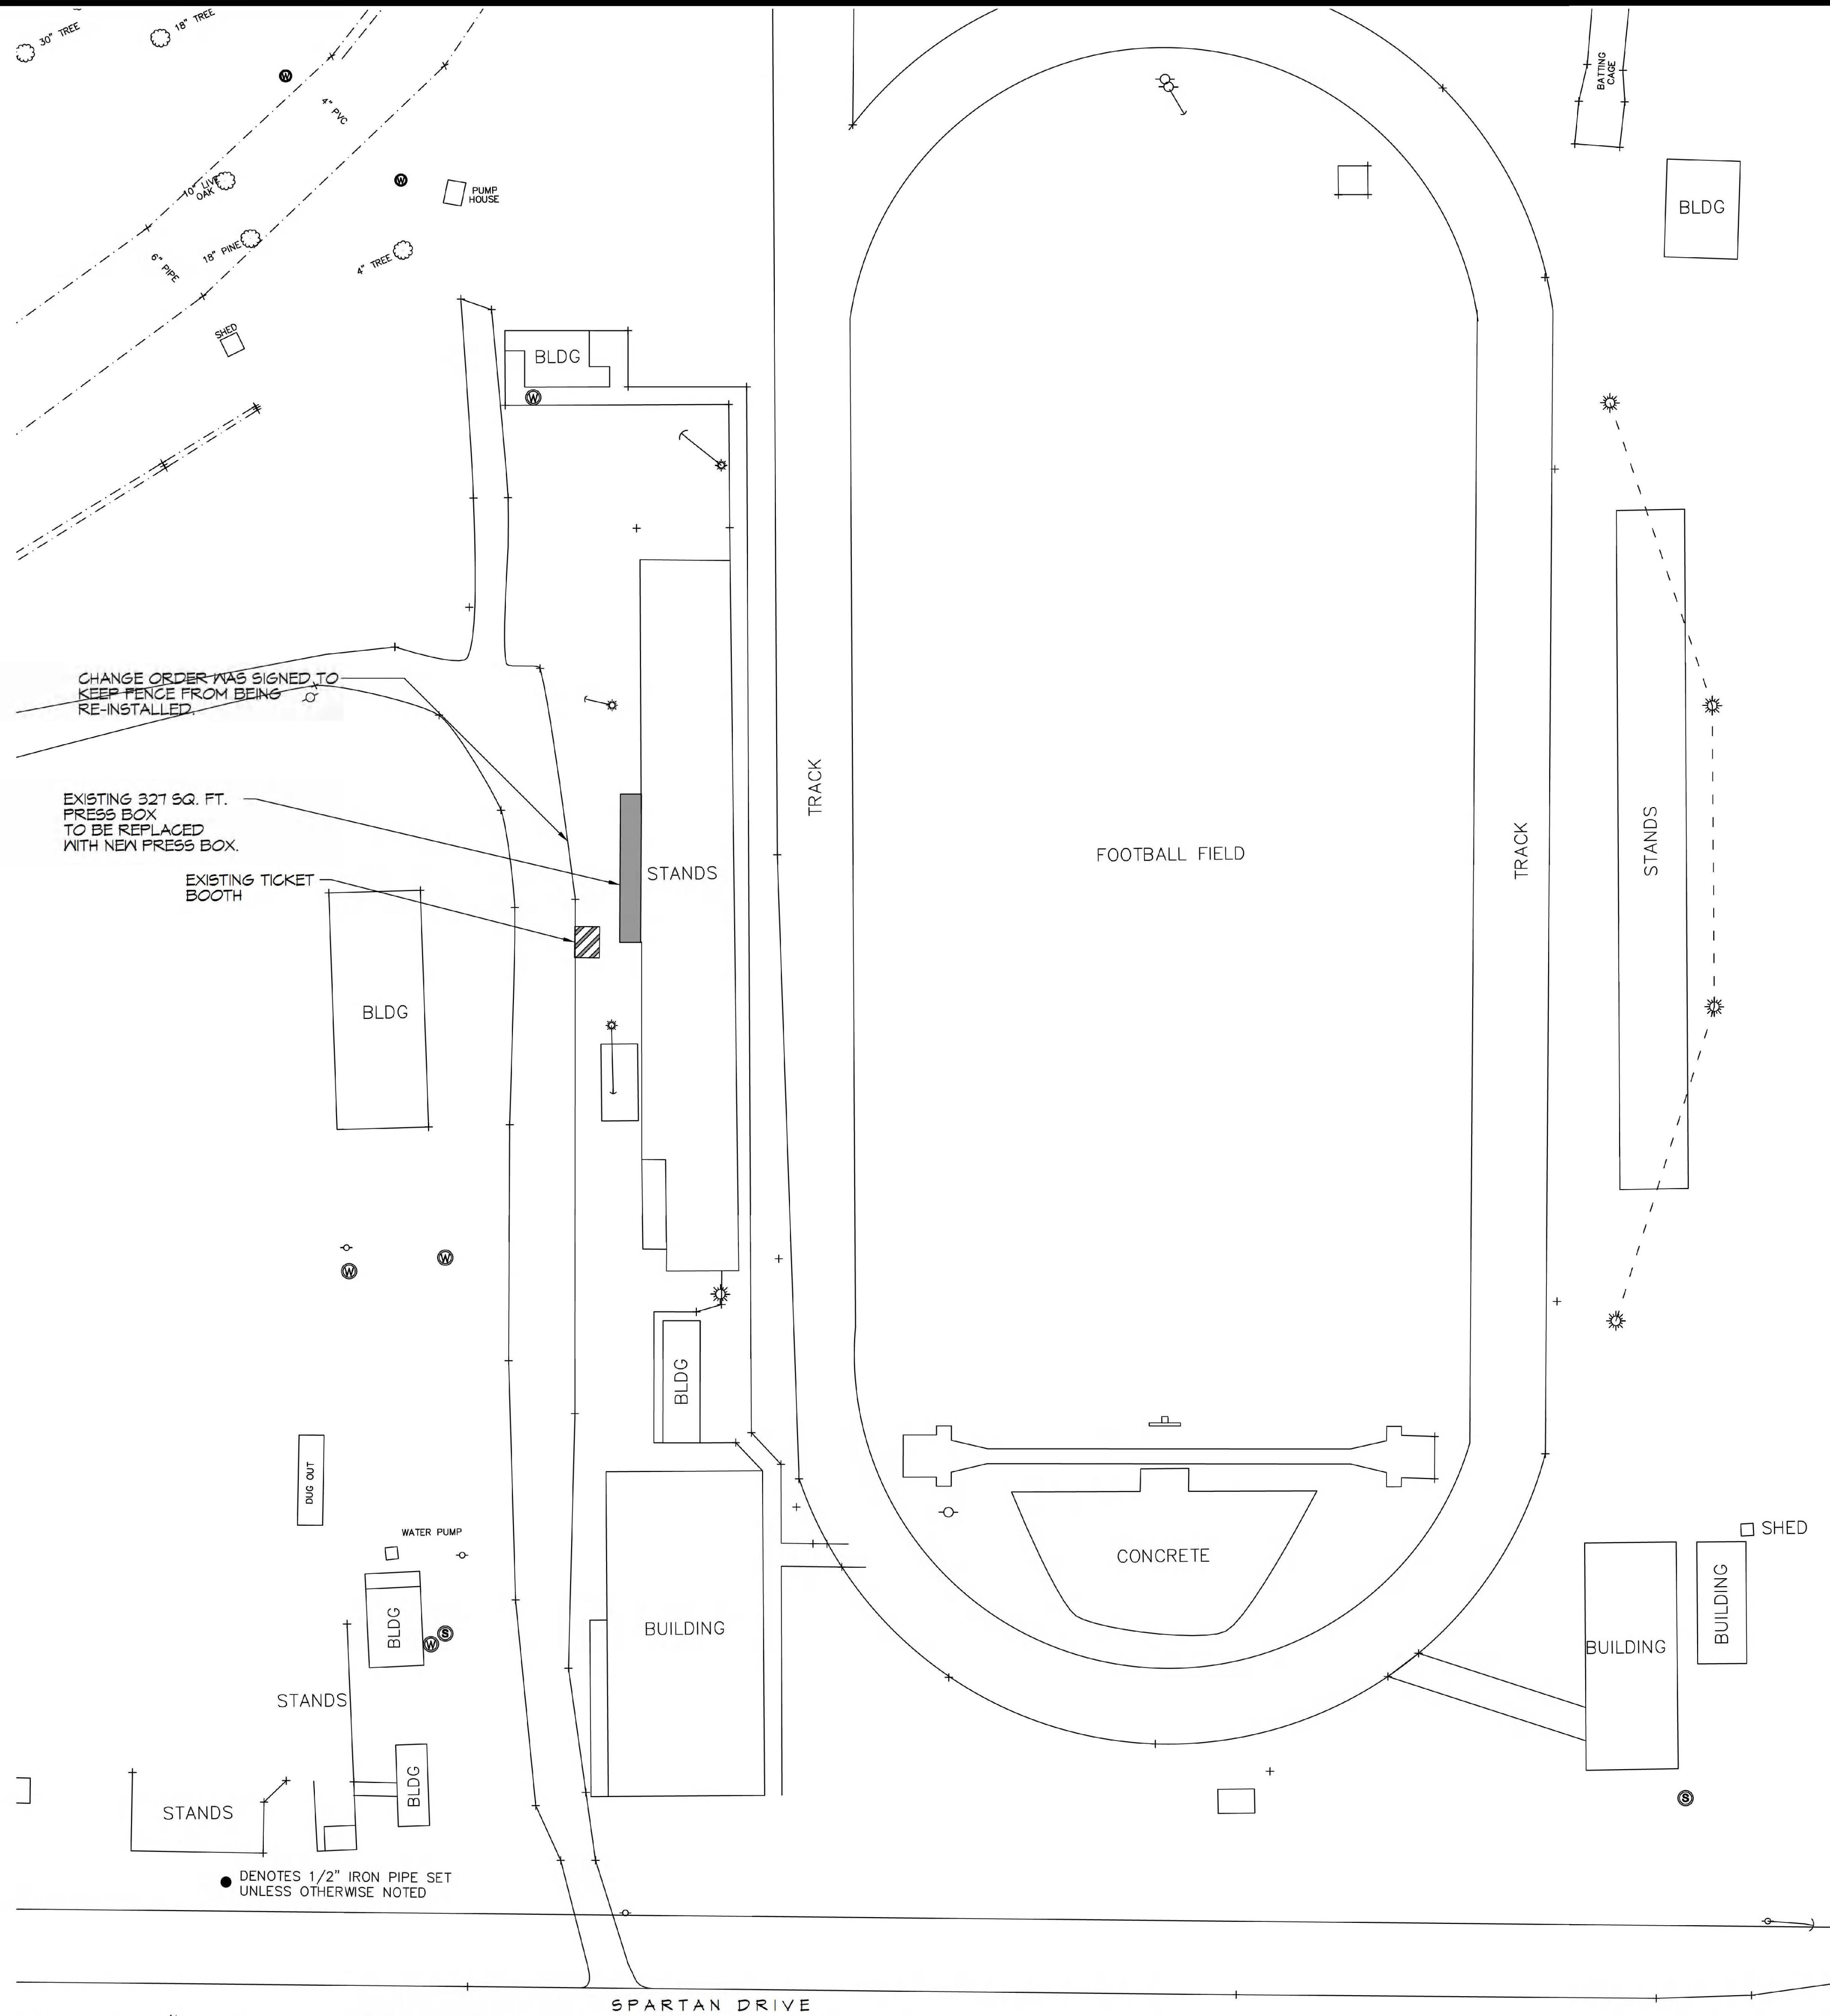 30" TREE
18" TREE
W
4" PVC
BATTING
CAGE
10" LIVE
OAK
W
PUMP
HOUSE
BLDG
6" PIPE
18" PINE
4" TREE
SHED
BLDG
W
CHANGE ORDER WAS SIGNED TO
KEEP FENCE FROM BEING
RE-INSTALLED.
EXISTING 327 SQ. FT.
PRESS BOX
TO BE REPLACED
WITH NEW PRESS BOX.
EXISTING TICKET
BOOTH
STANDS
TRACK
FOOTBALL FIELD
TRACK
STANDS
BLDG
W
W
BLDG
DUG OUT
WATER PUMP
BLDG
W
S
STANDS
BUILDING
CONCRETE
SHED
BUILDING
BUILDING
STANDS
BLDG
S
DENOTES 1/2" IRON PIPE SET
UNLESS OTHERWISE NOTED
SPARTAN DRIVE